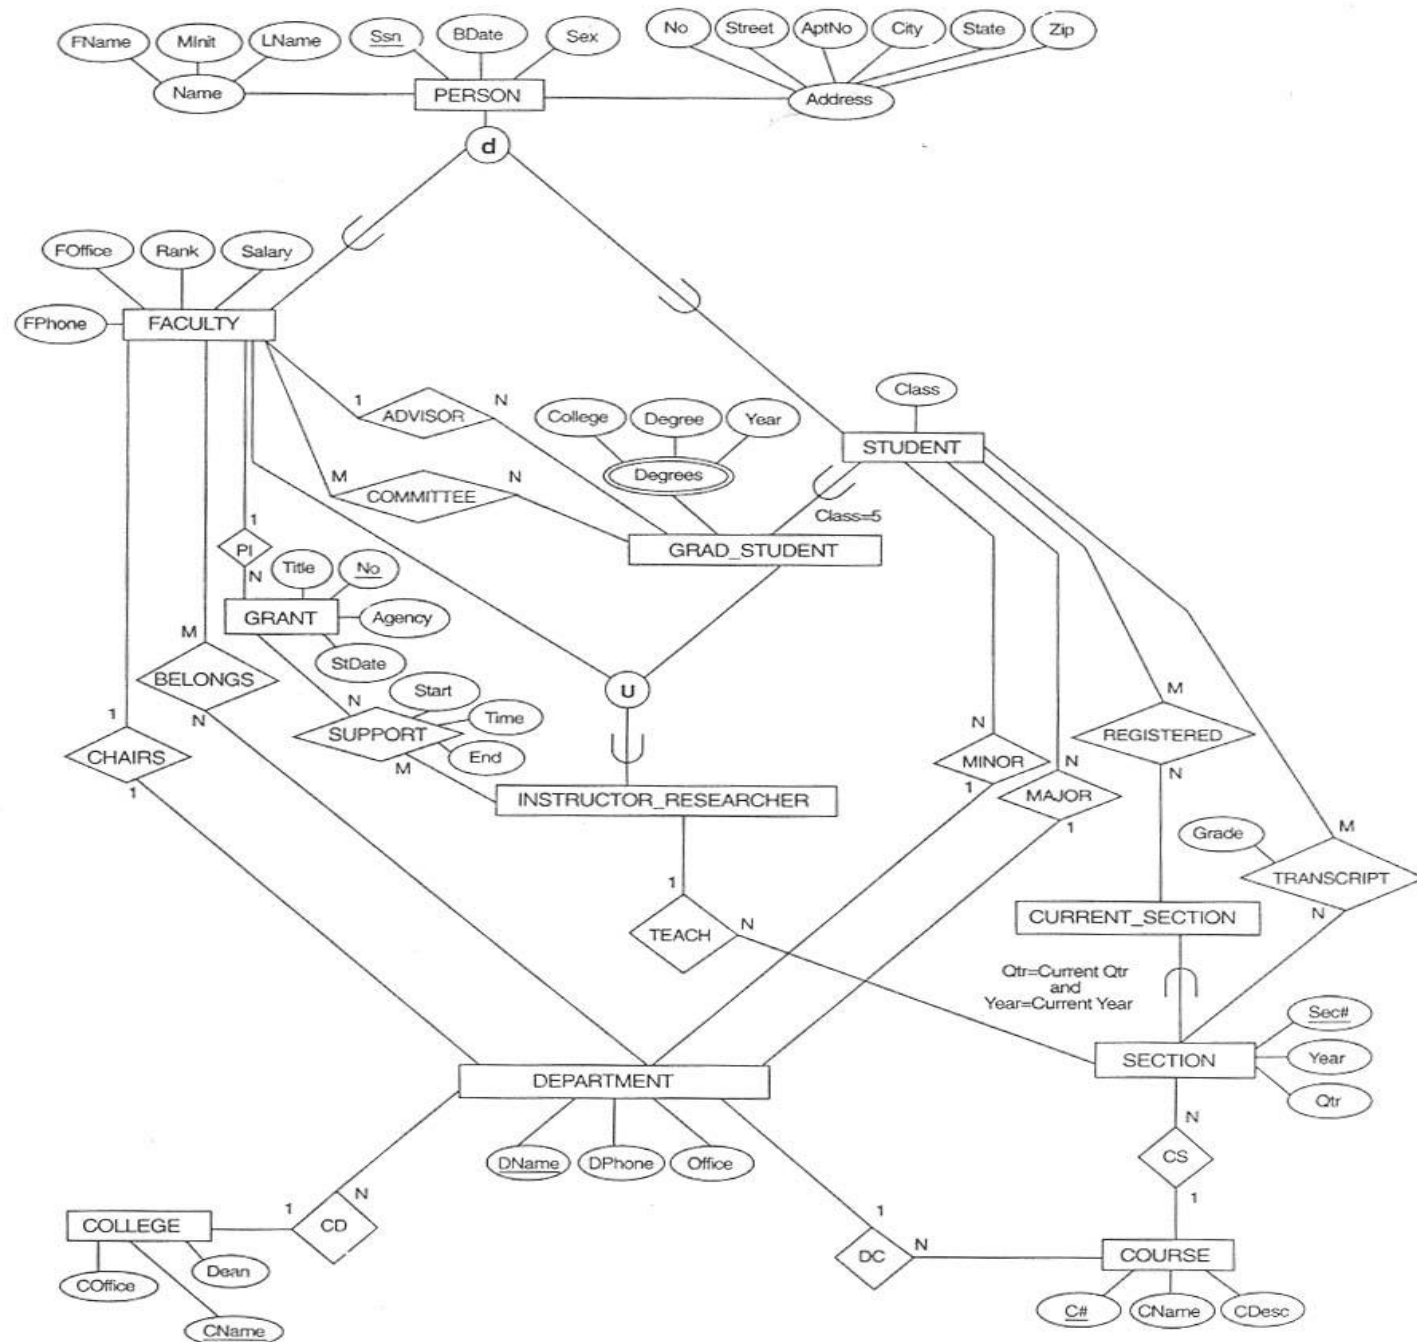 FName
MInit
LName
Ssn
BDate
Sex
No
Street
AptNo
City
State
Zip
Name
PERSON
Address
d
FOffice
Rank
Salary
FPhone
FACULTY
Class
1
ADVISOR
N
College
Degree
Year
STUDENT
Degrees
M
COMMITTEE
N
Class=5
GRAD_STUDENT
1
PI
N
Title
No
GRANT
Agency
StDate
M
BELONGS
N
U
Start
N
Time
SUPPORT
End
M
1
CHAIRS
1
INSTRUCTOR_RESEARCHER
N
MINOR
1
N
MAJOR
1
M
REGISTERED
N
Grade
M
TRANSCRIPT
N
1
TEACH
N
CURRENT_SECTION
Qtr=Current Qtr
and
Year=Current Year
Sec#
SECTION
Year
Qtr
DEPARTMENT
DName
DPhone
Office
N
CS
1
COLLEGE
1
N
CD
COffice
Dean
CName
1
DC
N
COURSE
C#
CName
CDesc